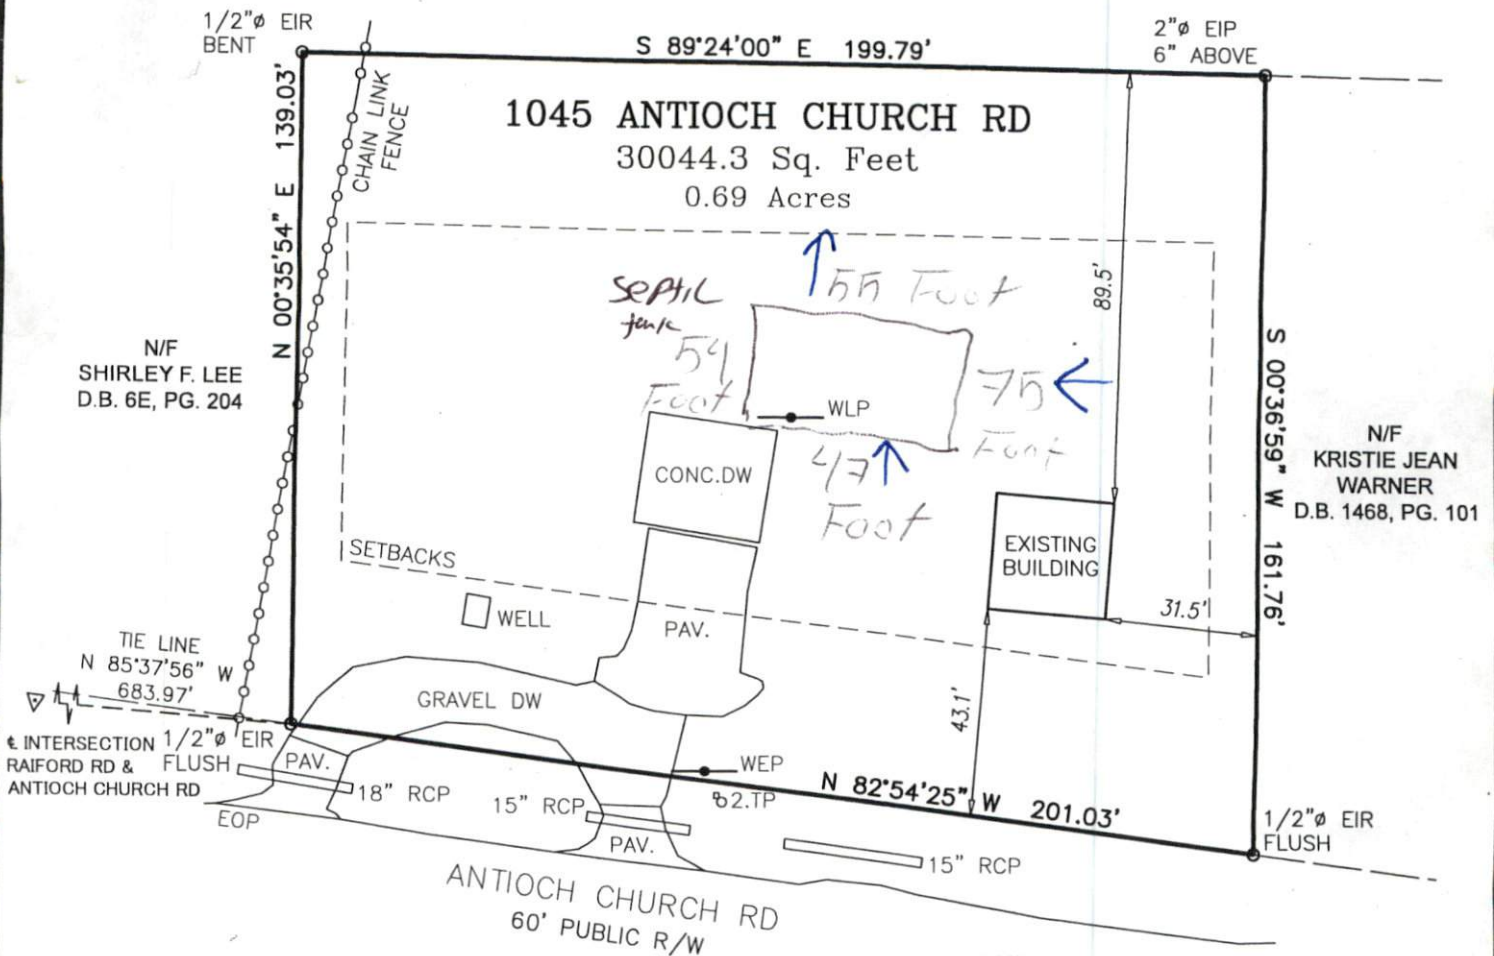 1/2"ø EIR
BENT
S 89°24'00" E 199.79'
2"ø EIP
6" ABOVE
1045 ANTIOCH CHURCH RD
30044.3 Sq. Feet
0.69 Acres
N 00°35'54" E 139.03'
CHAIN LINK
FENCE
septic
tank
55 Foot
89.5'
54
Foot
75
Foot
WLP
47
Foot
N/F
SHIRLEY F. LEE
D.B. 6E, PG. 204
S 00°36'59" W 161.76'
N/F
KRISTIE JEAN
WARNER
D.B. 1468, PG. 101
CONC.DW
SETBACKS
EXISTING
BUILDING
WELL
PAV.
31.5'
TIE LINE
N 85°37'56" W
683.97'
GRAVEL DW
43.1'
℄ INTERSECTION
RAIFORD RD &
ANTIOCH CHURCH RD
1/2"ø EIR
FLUSH
PAV.
18" RCP
WEP
N 82°54'25" W 201.03'
15" RCP
EOP
PAV.
15" RCP
1/2"ø EIR
FLUSH
ANTIOCH CHURCH RD
60' PUBLIC R/W